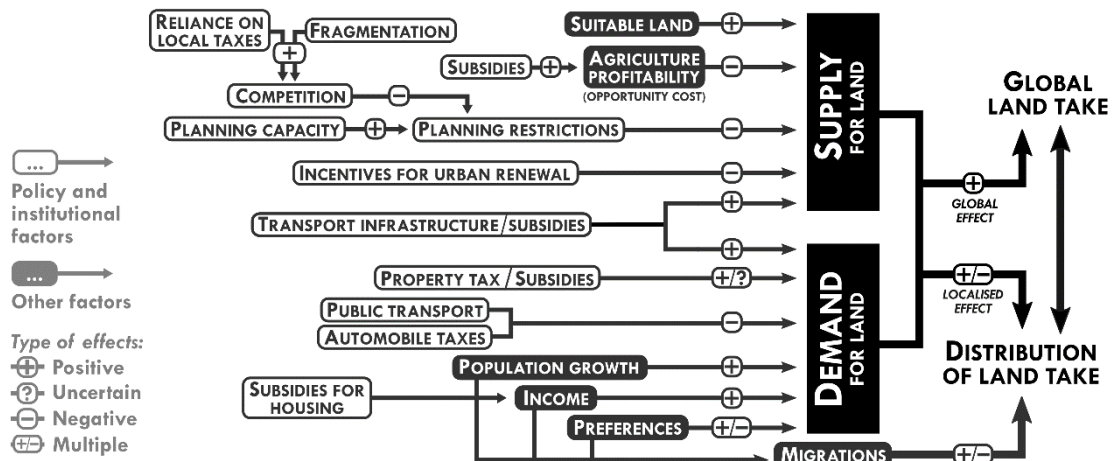 RELIANCE ON
LOCAL TAXES
FRAGMENTATION
+
COMPETITION
−
PLANNING CAPACITY
+
PLANNING RESTRICTIONS
−
SUITABLE LAND
+
SUBSIDIES
+
AGRICULTURE
PROFITABILITY
(OPPORTUNITY COST)
−
INCENTIVES FOR URBAN RENEWAL
−
TRANSPORT INFRASTRUCTURE/SUBSIDIES
+
+
PROPERTY TAX/SUBSIDIES
+/?
PUBLIC TRANSPORT
AUTOMOBILE TAXES
−
POPULATION GROWTH
+
SUBSIDIES FOR
HOUSING
INCOME
+
PREFERENCES
+/−
MIGRATIONS
+/−
SUPPLY
FOR LAND
DEMAND
FOR LAND
GLOBAL
LAND TAKE
+
GLOBAL
EFFECT
+/−
LOCALISED
EFFECT
DISTRIBUTION
OF LAND TAKE
...
Policy and
institutional
factors
...
Other factors
Type of effects:
+ Positive
? Uncertain
− Negative
+/− Multiple